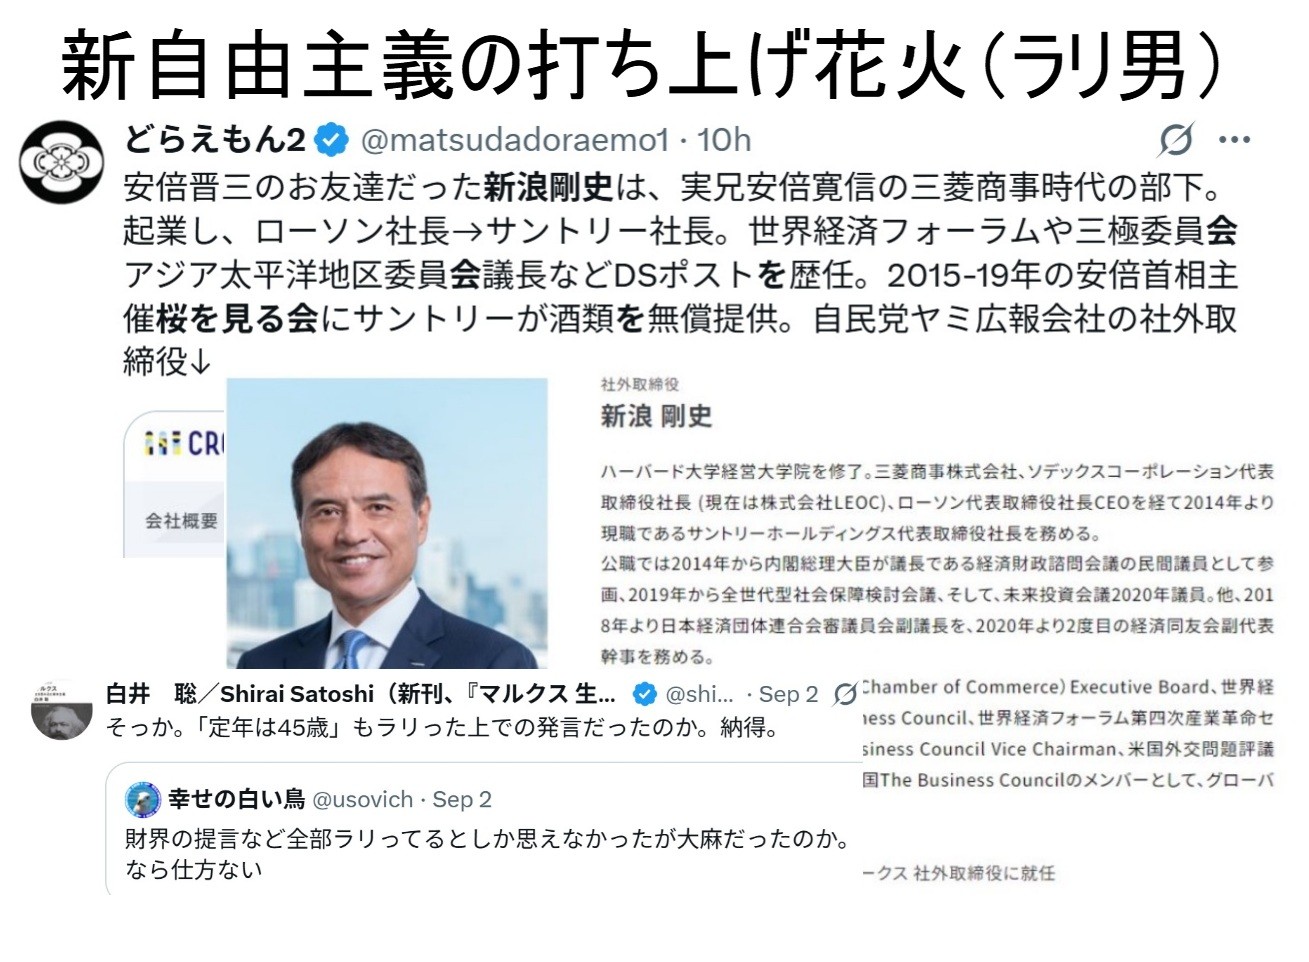 新自由主義の打ち上げ花火（ラリ男）
どらえもん2 @matsudadoraemo1 · 10h
安倍晋三のお友達だった新浪剛史は、実兄安倍寛信の三菱商事時代の部下。
起業し、ローソン社長→サントリー社長。世界経済フォーラムや三極委員会
アジア太平洋地区委員会議長などDSポストを歴任。2015-19年の安倍首相主
催桜を見る会にサントリーが酒類を無償提供。自民党ヤミ広報会社の社外取
締役↓
CR
会社概要
社外取締役
新浪 剛史
ハーバード大学経営大学院を修了。三菱商事株式会社、ソデックスコーポレーション代表
取締役社長 (現在は株式会社LEOC)、ローソン代表取締役社長CEOを経て2014年より
現職であるサントリーホールディングス代表取締役社長を務める。
公職では2014年から内閣総理大臣が議長である経済財政諮問会議の民間議員として参
画、2019年から全世代型社会保障検討会議、そして、未来投資会議2020年議員。他、201
8年より日本経済団体連合会審議員会副議長を、2020年より2度目の経済同友会副代表
幹事を務める。
Chamber of Commerce) Executive Board、世界経
ness Council、世界経済フォーラム第四次産業革命セ
siness Council Vice Chairman、米国外交問題評議
国The Business Councilのメンバーとして、グローバ
ークス 社外取締役に就任
ルクス
白井 聡／Shirai Satoshi（新刊、『マルクス 生... @shi... · Sep 2
そっか。「定年は45歳」もラリった上での発言だったのか。納得。
幸せの白い鳥 @usovich · Sep 2
財界の提言など全部ラリってるとしか思えなかったが大麻だったのか。
なら仕方ない